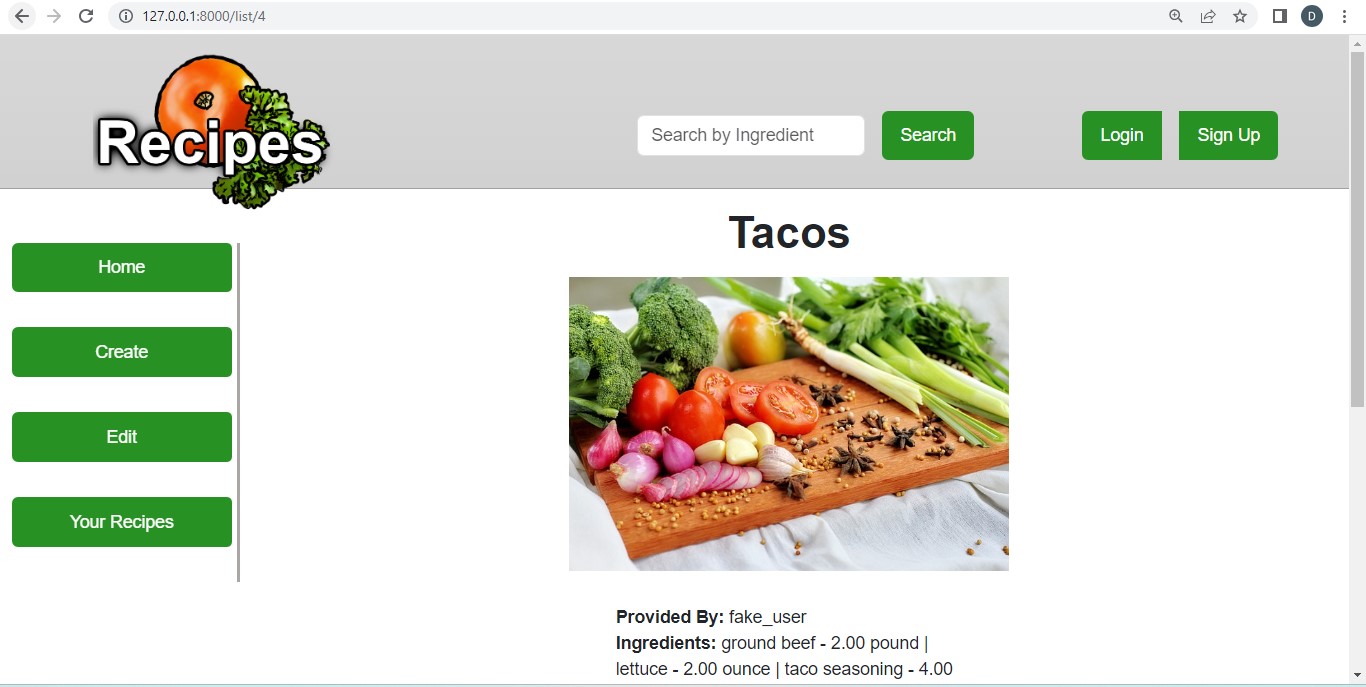 127.0.0.1:8000/list/4
D
Recipes
Search by Ingredient
Search
Login
Sign Up
Tacos
Home
Create
Edit
Your Recipes
Provided By: fake_user
Ingredients: ground beef - 2.00 pound |
lettuce - 2.00 ounce | taco seasoning - 4.00